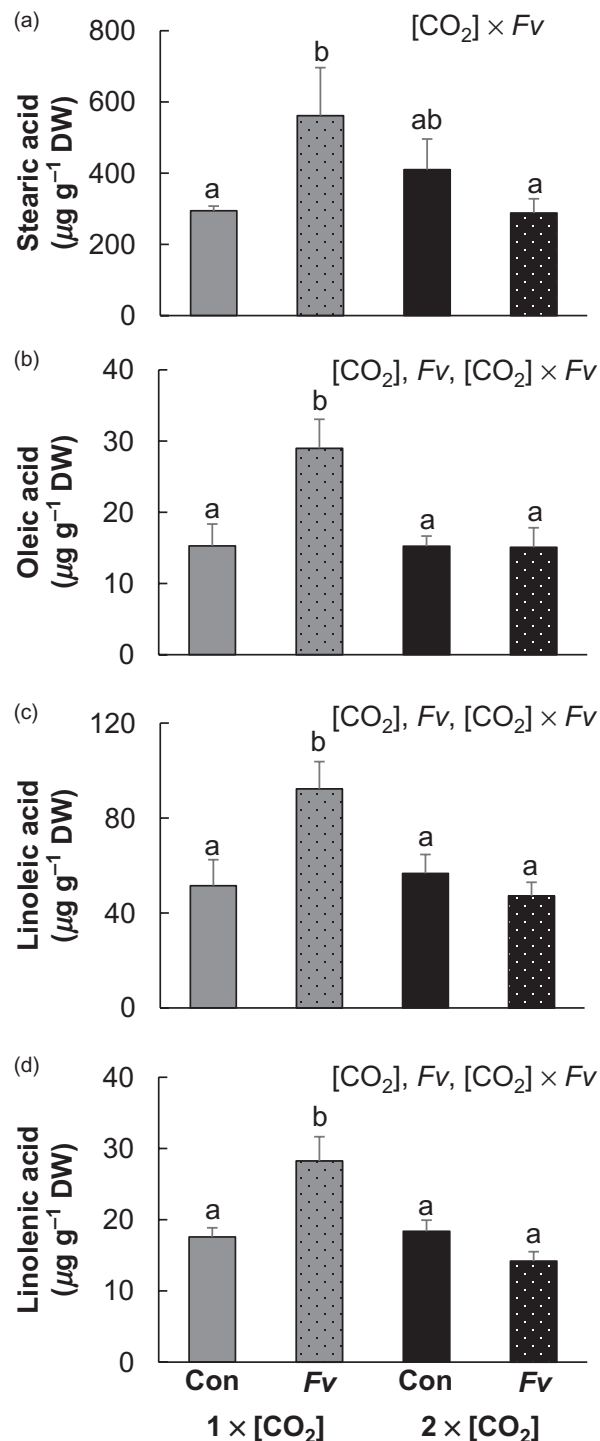 (a)
[CO₂] × Fv
Stearic acid
(µg g⁻¹ DW)
800
600
400
200
0
a
b
ab
a
(b)
[CO₂], Fv, [CO₂] × Fv
Oleic acid
(µg g⁻¹ DW)
40
30
20
10
0
a
b
a
a
(c)
[CO₂], Fv, [CO₂] × Fv
Linoleic acid
(µg g⁻¹ DW)
120
80
40
0
a
b
a
a
(d)
[CO₂], Fv, [CO₂] × Fv
Linolenic acid
(µg g⁻¹ DW)
40
30
20
10
0
a
b
a
a
Con Fv Con Fv
1 × [CO₂] 2 × [CO₂]